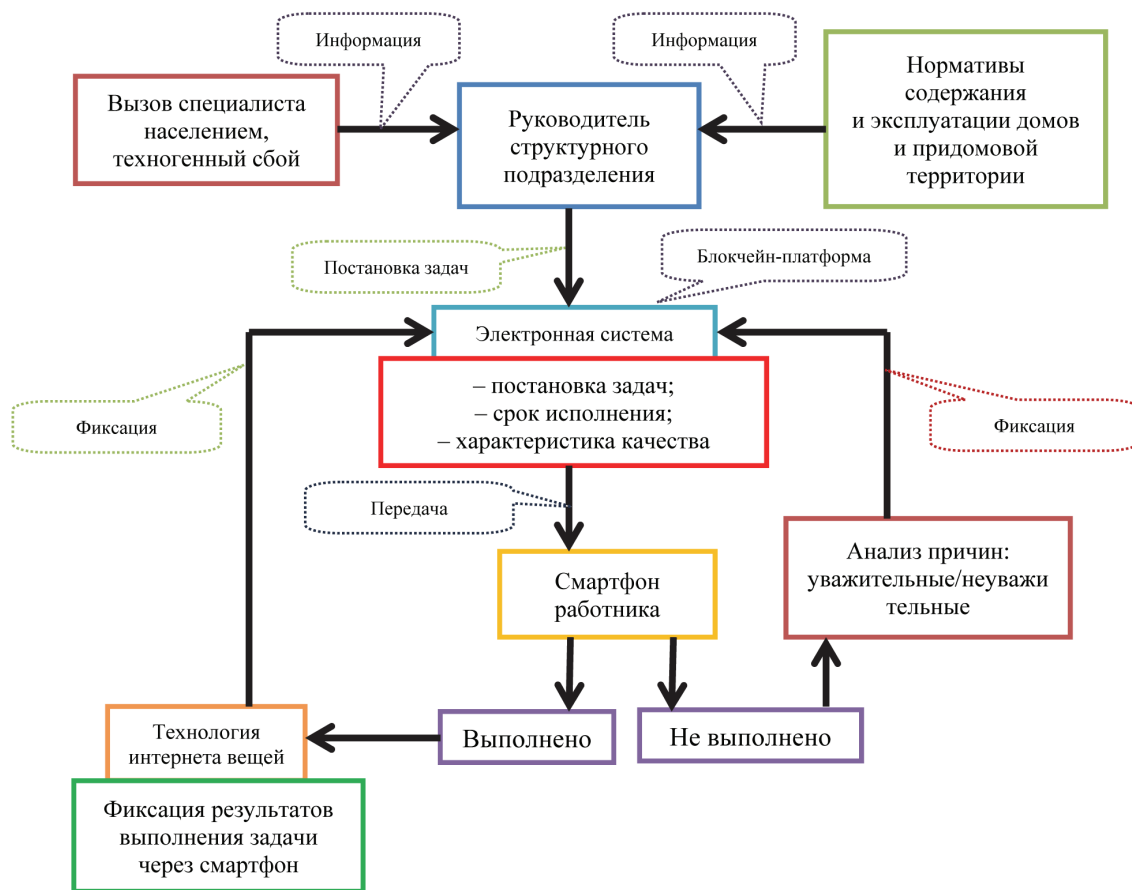 Информация
Информация
Вызов специалиста
населением,
техногенный сбой
Руководитель
структурного
подразделения
Нормативы
содержания
и эксплуатации домов
и придомовой
территории
Постановка задач
Блокчейн-платформа
Электронная система
– постановка задач;
– срок исполнения;
– характеристика качества
Фиксация
Фиксация
Передача
Смартфон
работника
Анализ причин:
уважительные/неуважи
тельные
Технология
интернета вещей
Выполнено
Не выполнено
Фиксация результатов
выполнения задачи
через смартфон